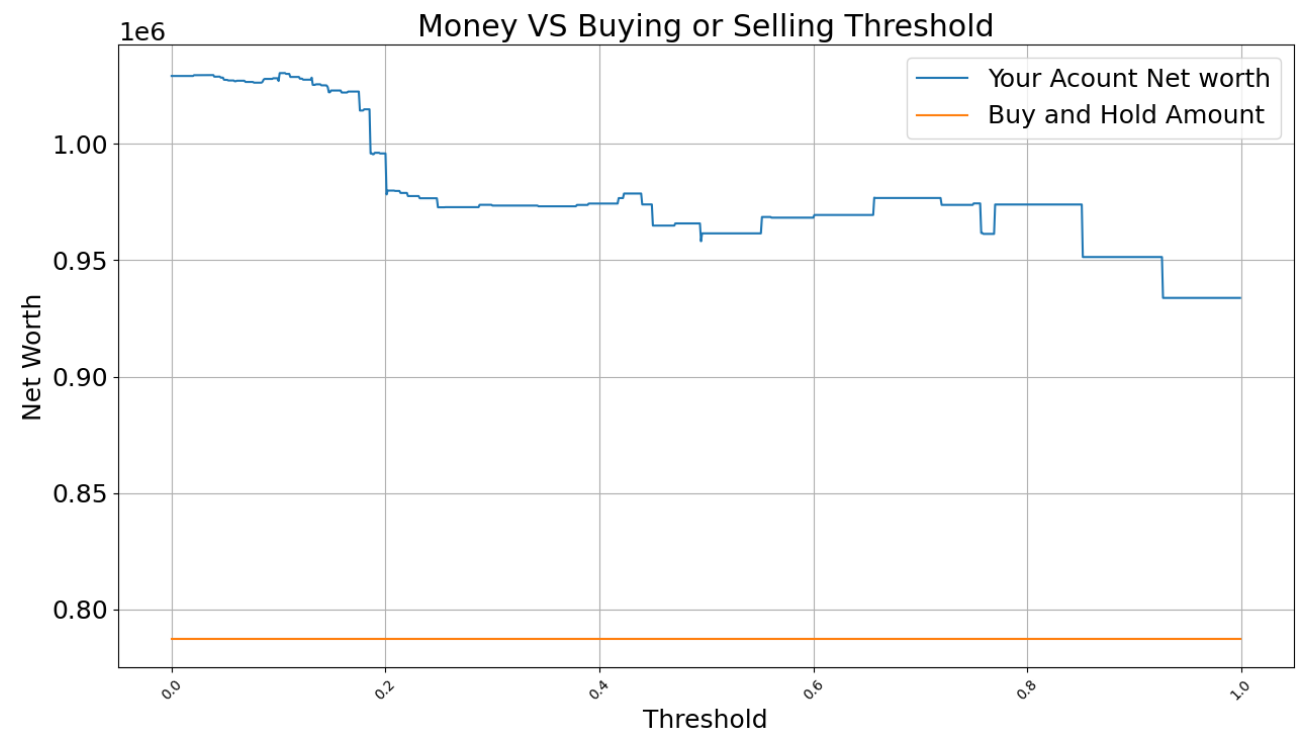 Money VS Buying or Selling Threshold
1e6
Your Acount Net worth
Buy and Hold Amount
1.00
0.95
0.90
0.85
0.80
Net Worth
0.0 0.2 0.4 0.6 0.8 1.0
Threshold